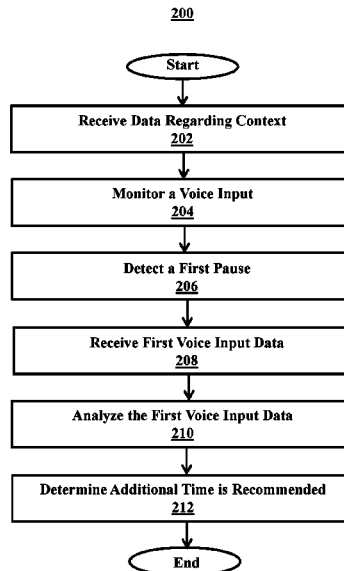 200
Start
Receive Data Regarding Context
202
Monitor a Voice Input
204
Detect a First Pause
206
Receive First Voice Input Data
208
Analyze the First Voice Input Data
210
Determine Additional Time is Recommended
212
End